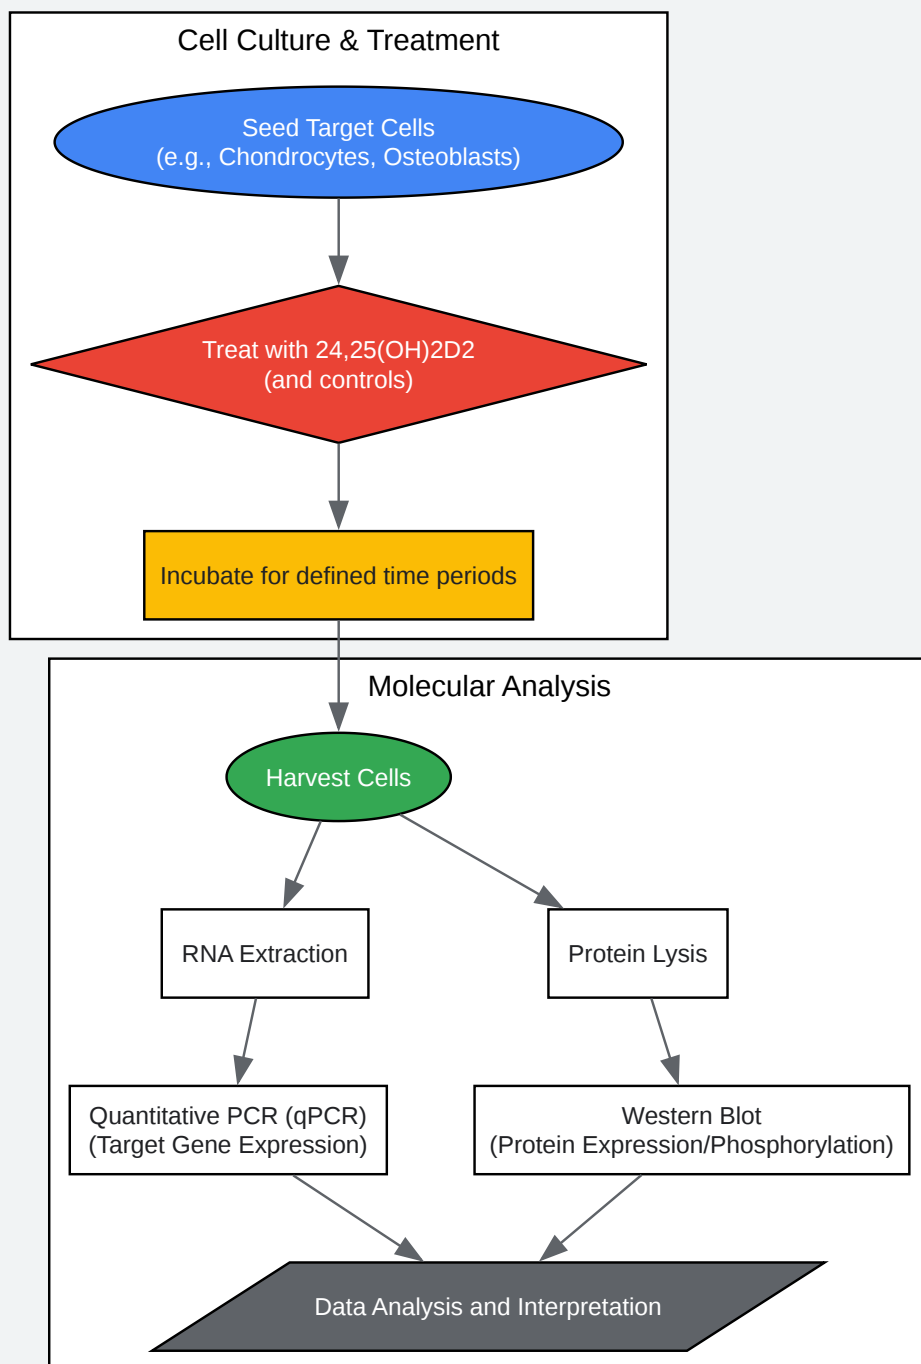 Cell Culture & Treatment
Seed Target Cells
(e.g., Chondrocytes, Osteoblasts)
Treat with 24,25(OH)2D2
(and controls)
Incubate for defined time periods
Molecular Analysis
Harvest Cells
RNA Extraction
Protein Lysis
Quantitative PCR (qPCR)
(Target Gene Expression)
Western Blot
(Protein Expression/Phosphorylation)
Data Analysis and Interpretation